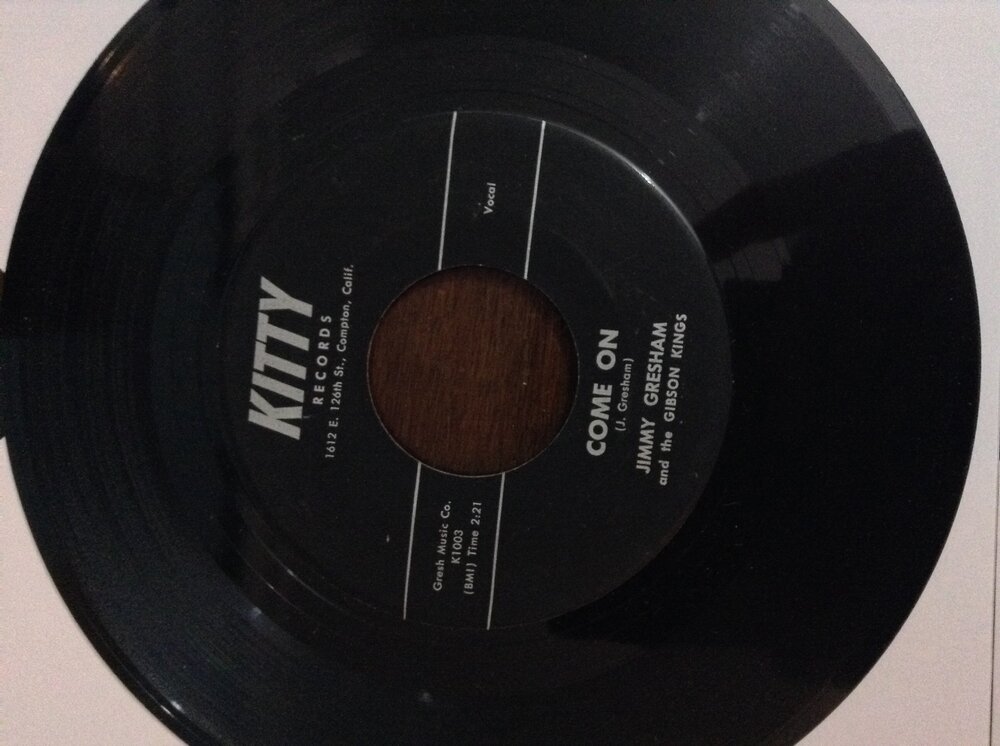 KITTY
RECORDS
1612 E. 126th St., Compton, Calif.
Gresh Music Co.
K1003
(BMI) Time 2:21
Vocal
COME ON
(J. Gresham)
JIMMY GRESHAM
and the GIBSON KINGS